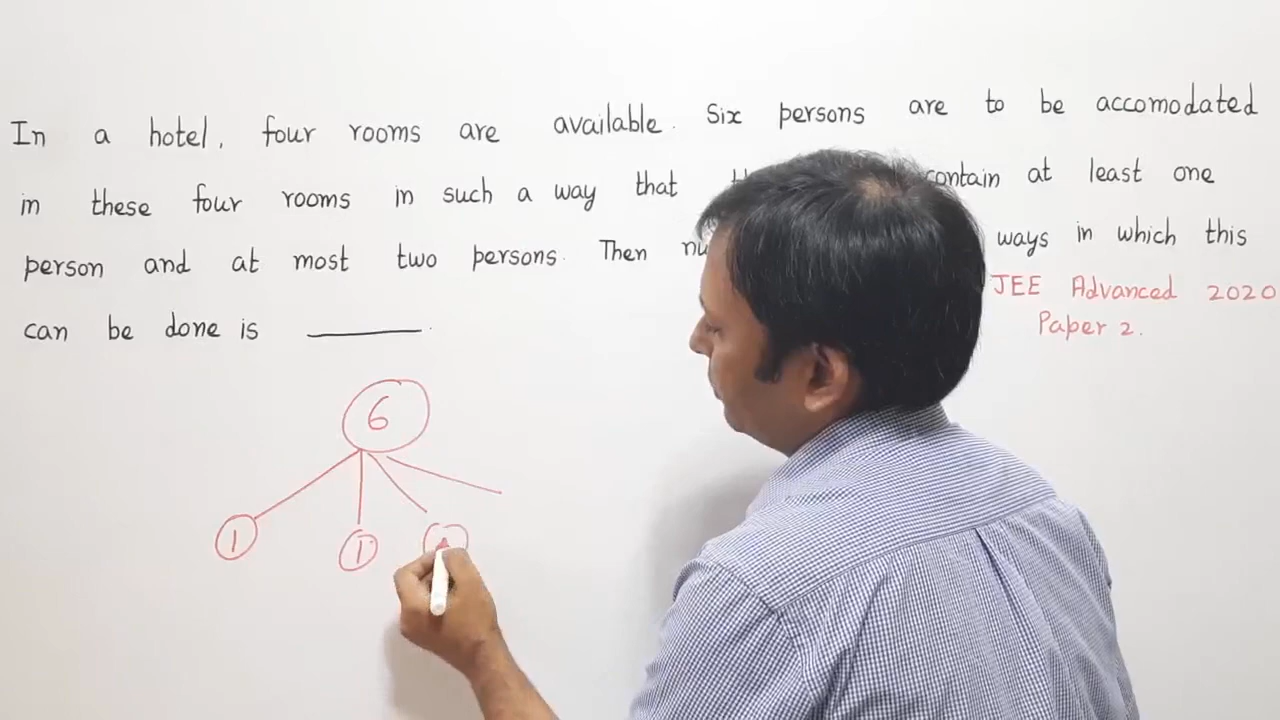 In a hotel, four rooms are available. Six persons are to be accomodated
in these four rooms in such a way that contain at least one
person and at most two persons. Then ways in which this
JEE Advanced 2020
can be done is
Paper 2.
6
1 1